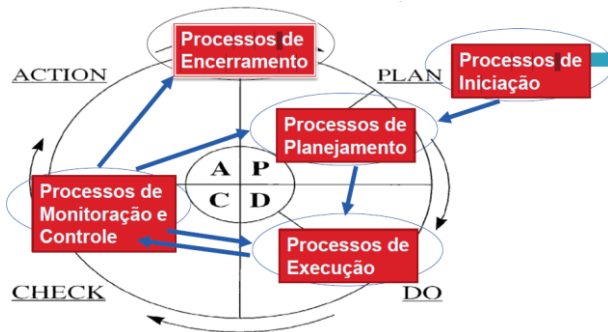 Processos de
Encerramento
ACTION
PLAN
Processos de
Iniciação
Processos de
Planejamento
A P
C D
Processos de
Monitoração e
Controle
Processos de
Execução
CHECK
DO